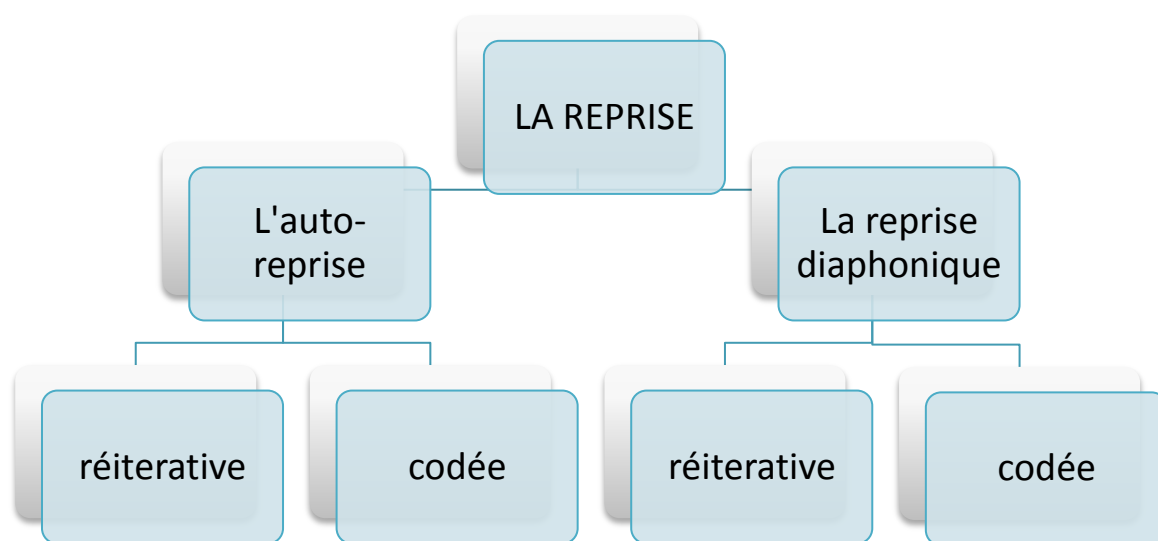 LA REPRISE
L'auto-
reprise
La reprise
diaphonique
réiterative
codée
réiterative
codée